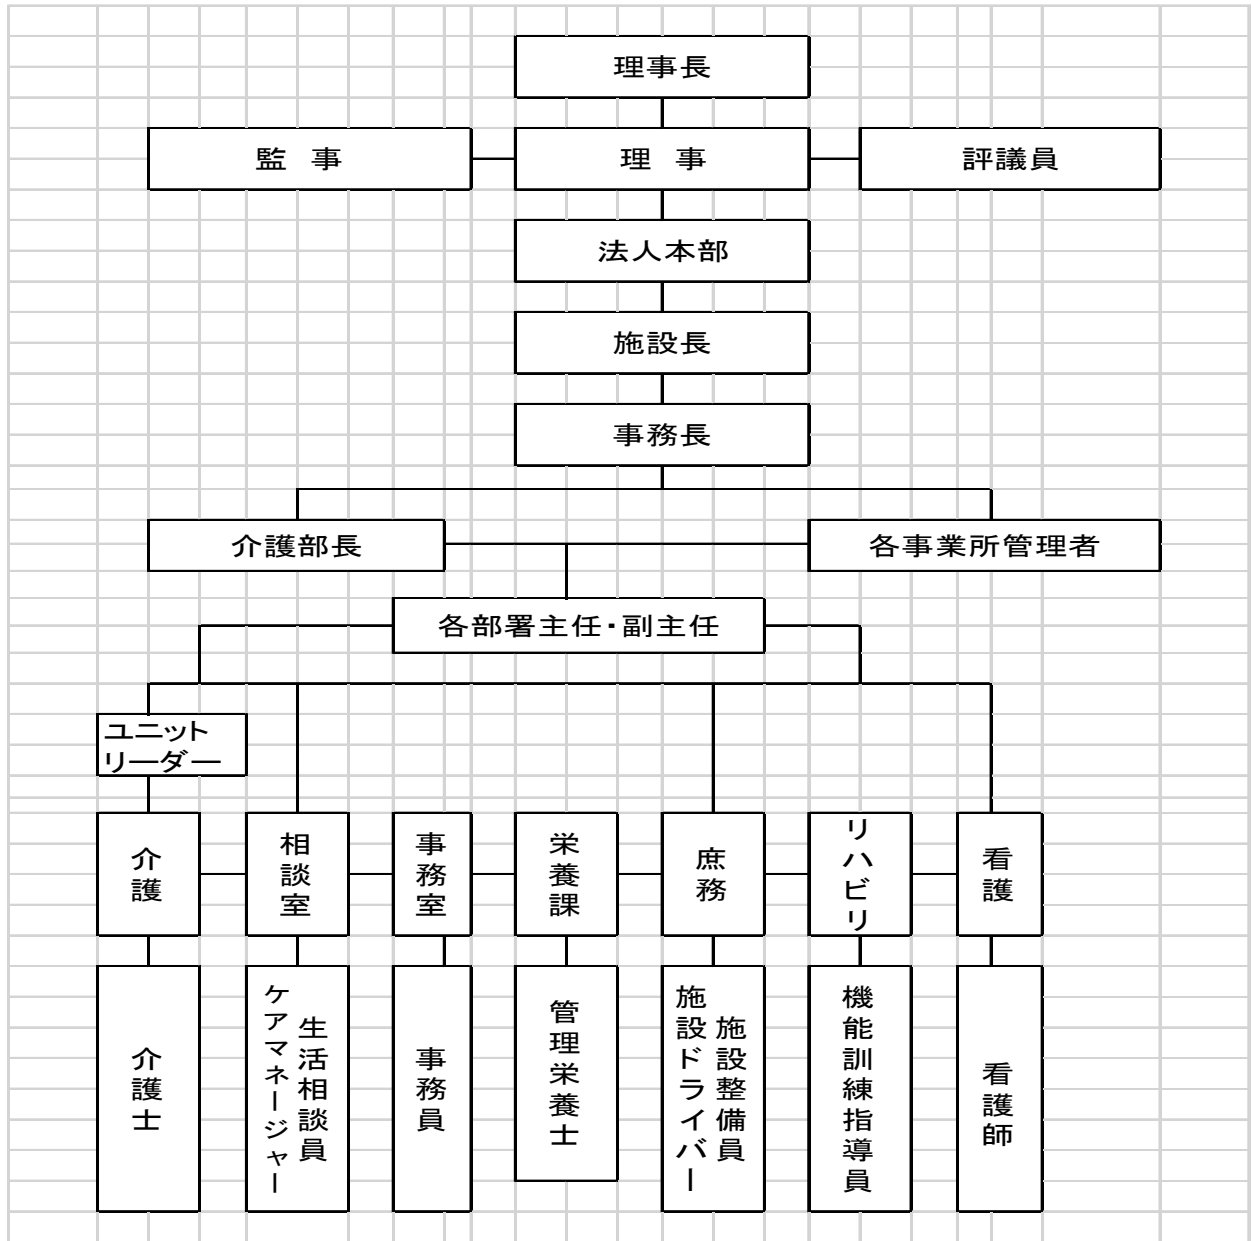 理事長
監　事
理　事
評議員
法人本部
施設長
事務長
介護部長
各事業所管理者
各部署主任・副主任
ユニット
リーダー
介護
相談室
事務室
栄養課
庶務
リハビリ
看護
介護士
生活相談員
ケアマネージャー
事務員
管理栄養士
施設整備員
施設ドライバー
機能訓練指導員
看護師